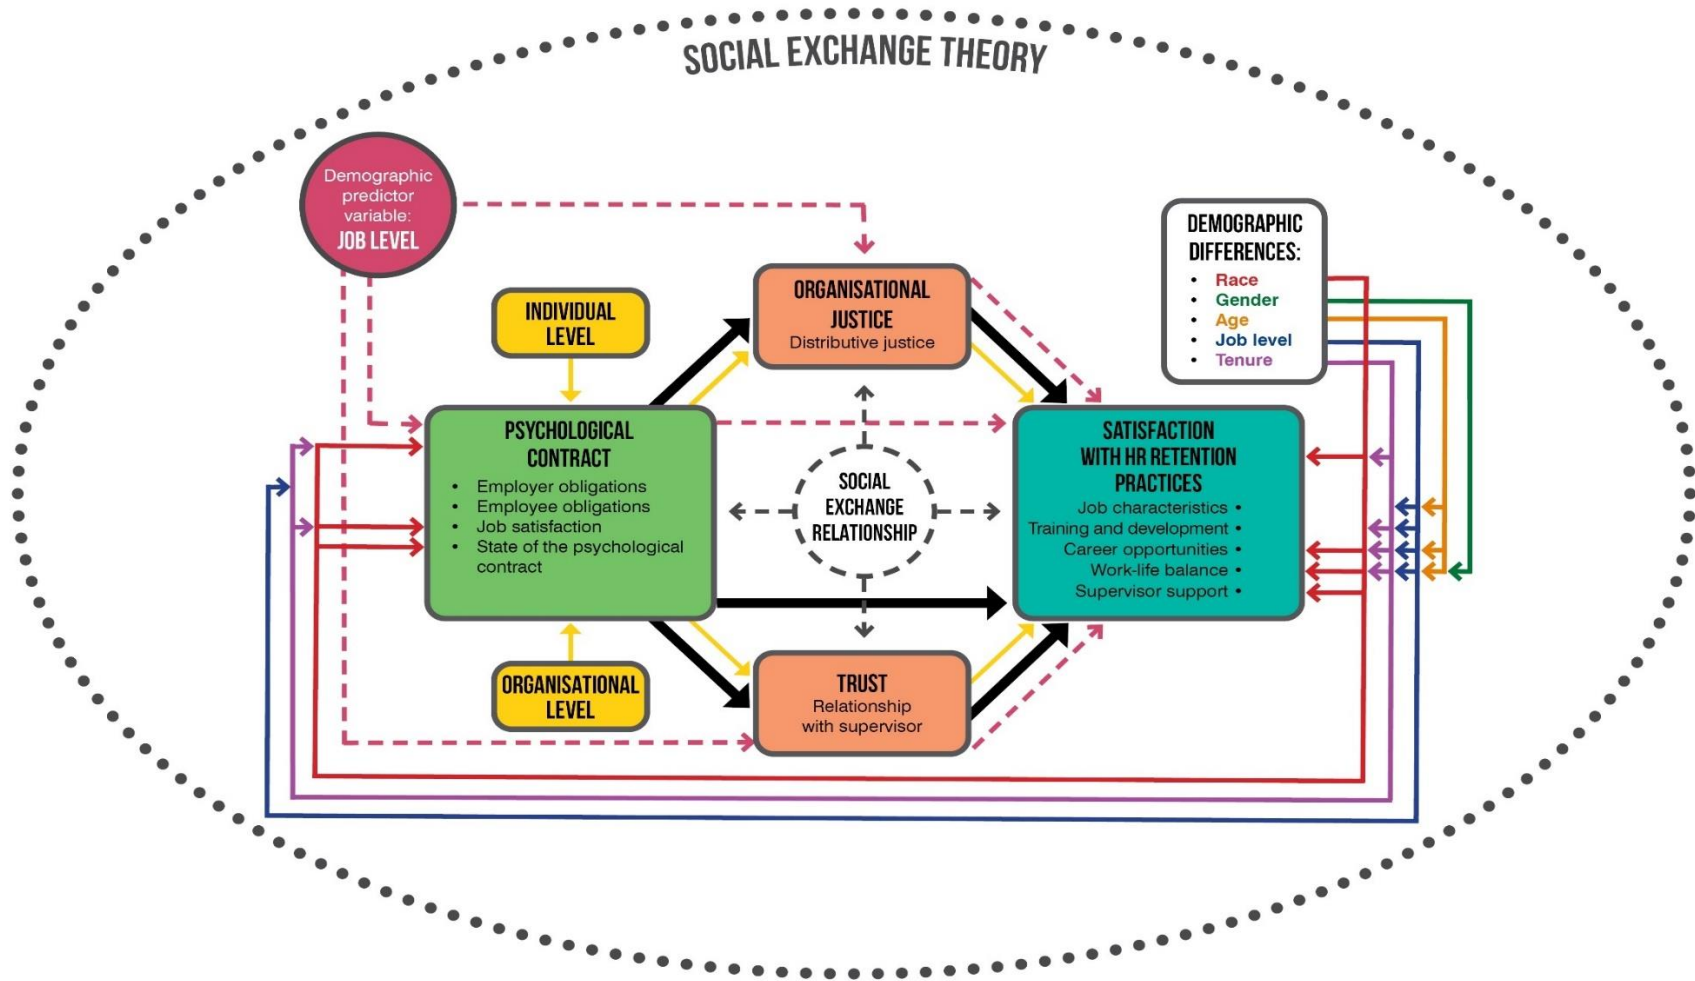 SOCIAL EXCHANGE THEORY
Demographic
predictor
variable:
JOB LEVEL
DEMOGRAPHIC
DIFFERENCES:
• Race
• Gender
• Age
• Job level
• Tenure
INDIVIDUAL
LEVEL
ORGANISATIONAL
JUSTICE
Distributive justice
PSYCHOLOGICAL
CONTRACT
• Employer obligations
• Employee obligations
• Job satisfaction
• State of the psychological
contract
SOCIAL
EXCHANGE
RELATIONSHIP
SATISFACTION
WITH HR RETENTION
PRACTICES
Job characteristics •
Training and development •
Career opportunities •
Work-life balance •
Supervisor support •
ORGANISATIONAL
LEVEL
TRUST
Relationship
with supervisor